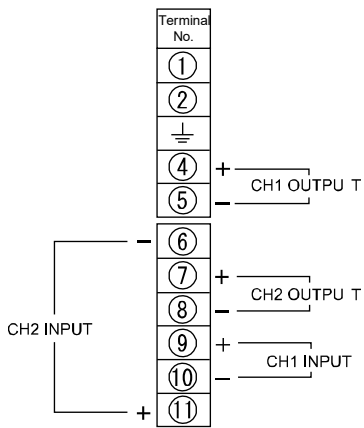 Terminal
No.
①
②
④ +
CH1 OUTPU T
⑤ −
− ⑥
⑦ +
CH2 OUTPU T
⑧ −
CH2 INPUT
⑨ +
CH1 INPUT
⑩ −
+ ⑪